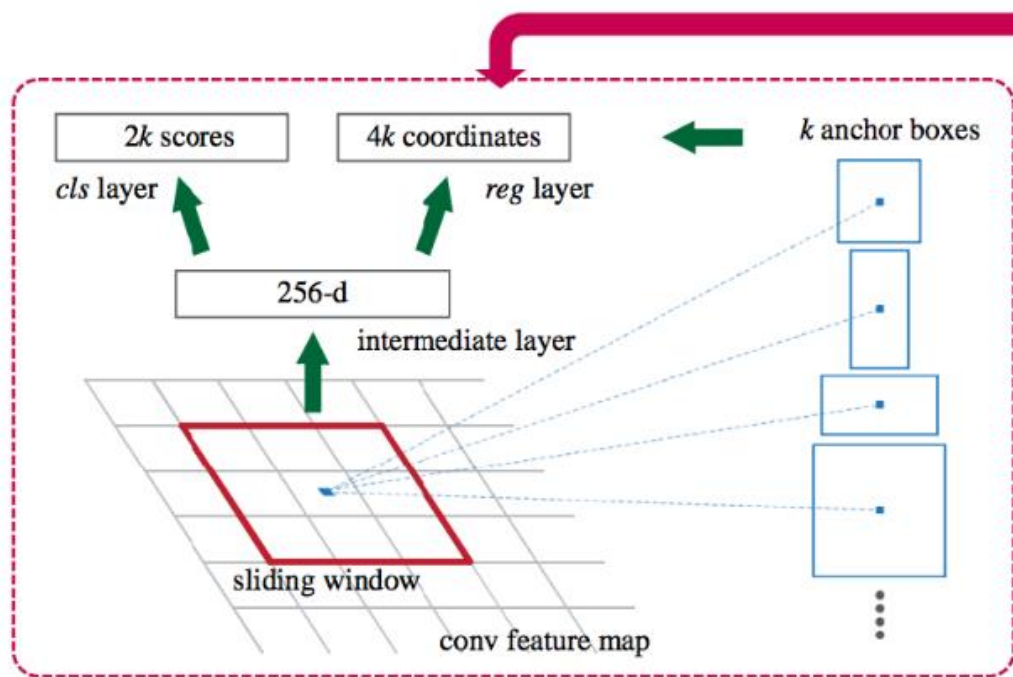 2k scores
4k coordinates
k anchor boxes
cls layer
reg layer
256-d
intermediate layer
sliding window
conv feature map